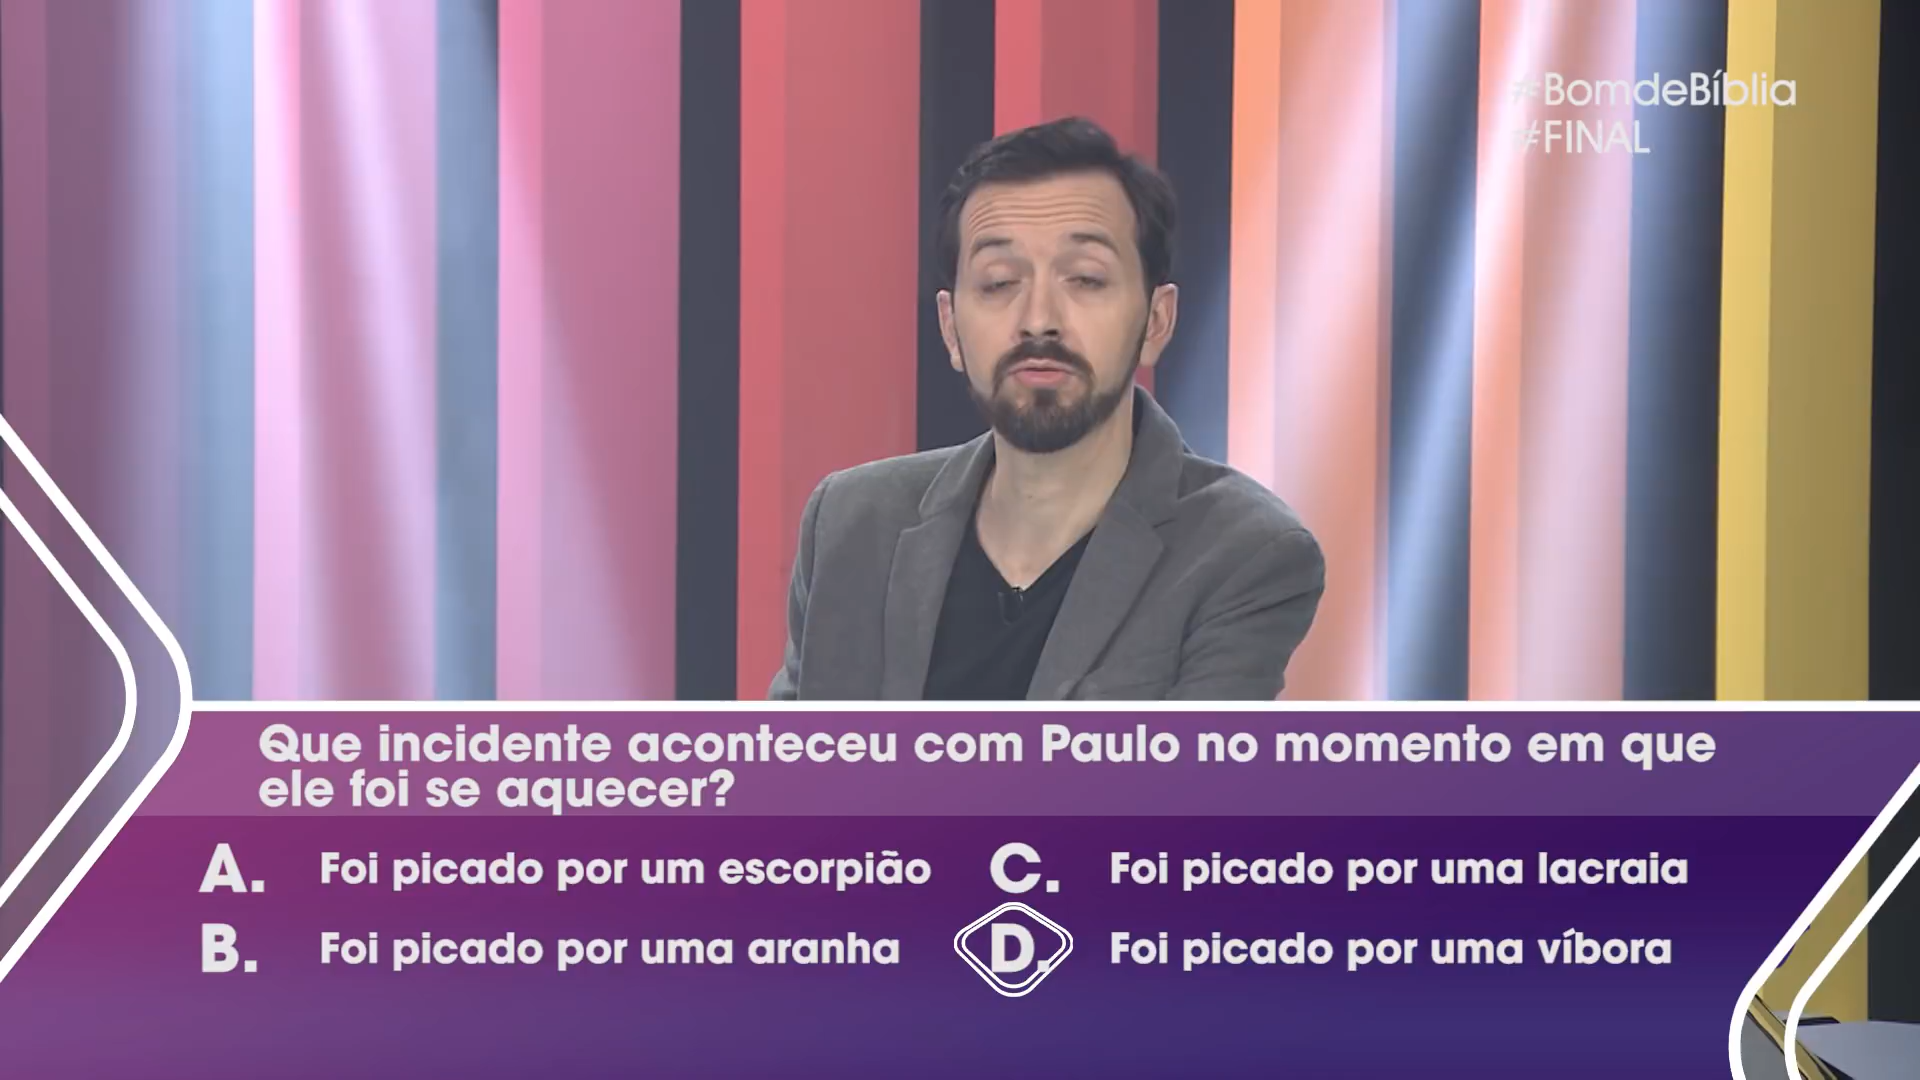 #BomdeBíblia
#FINAL
Que incidente aconteceu com Paulo no momento em que
ele foi se aquecer?
A. Foi picado por um escorpião
B. Foi picado por uma aranha
C. Foi picado por uma lacraia
D. Foi picado por uma víbora